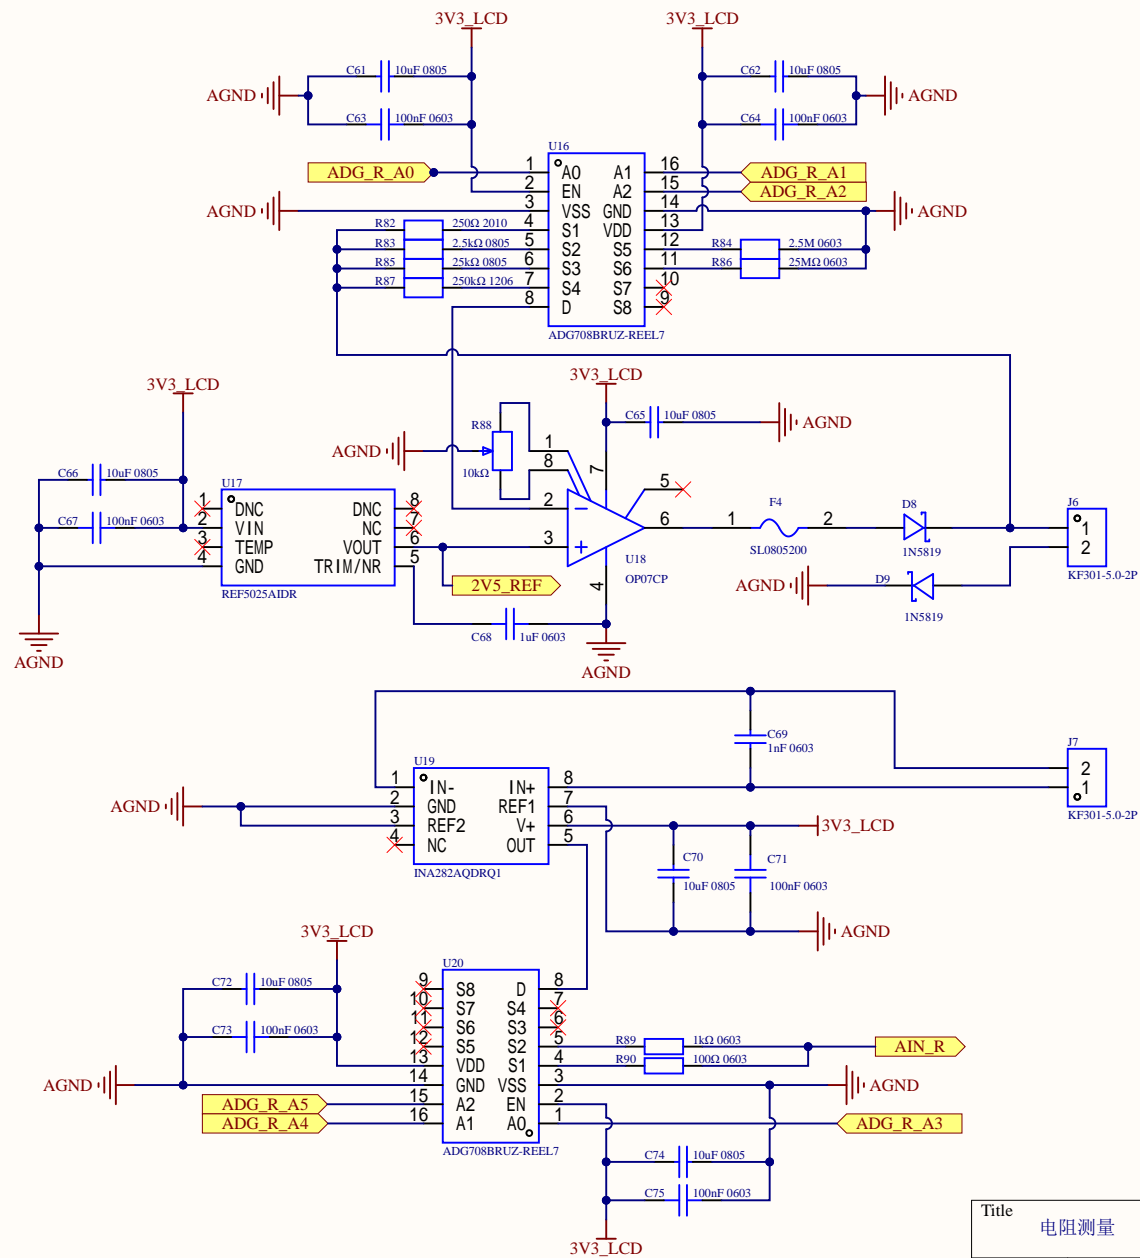 3V3_LCD
3V3_LCD
C61
10uF 0805
C62
10uF 0805
AGND
AGND
C63
100nF 0603
C64
100nF 0603
U16
ADG_R_A0
1
A0
A1
16
ADG_R_A1
2
EN
A2
15
ADG_R_A2
AGND
3
VSS
GND
14
AGND
R82
250Ω 2010
4
S1
VDD
13
R83
2.5kΩ 0805
5
S2
S5
12
R84
2.5M 0603
R85
25kΩ 0805
6
S3
S6
11
R86
25MΩ 0603
R87
250kΩ 1206
7
S4
S7
10
8
D
S8
9
ADG708BRUZ-REEL7
3V3_LCD
3V3_LCD
C65
10uF 0805
AGND
R88
AGND
1
7
10kΩ
8
5
C66
10uF 0805
U17
1
DNC
DNC
8
2
6
1
F4
2
D8
J6
C67
100nF 0603
2
VIN
NC
7
SL0805200
1N5819
1
3
TEMP
VOUT
6
3
U18
2
4
GND
TRIM/NR
5
OP07CP
KF301-5.0-2P
REF5025AIDR
2V5_REF
4
AGND
D9
1N5819
C68
1uF 0603
AGND
AGND
C69
1nF 0603
J7
U19
2
1
IN-
IN+
8
1
AGND
2
GND
REF1
7
KF301-5.0-2P
3
REF2
V+
6
3V3_LCD
4
NC
OUT
5
INA282AQDRQ1
C70
10uF 0805
C71
100nF 0603
AGND
3V3_LCD
U20
C72
10uF 0805
9
S8
D
8
10
S7
S4
7
11
S6
S3
6
C73
100nF 0603
12
S5
S2
5
R89
1kΩ 0603
AIN_R
13
VDD
S1
4
R90
100Ω 0603
AGND
14
GND
VSS
3
AGND
ADG_R_A5
15
A2
EN
2
ADG_R_A4
16
A1
A0
1
ADG_R_A3
ADG708BRUZ-REEL7
C74
10uF 0805
C75
100nF 0603
3V3_LCD
Title
电阻测量